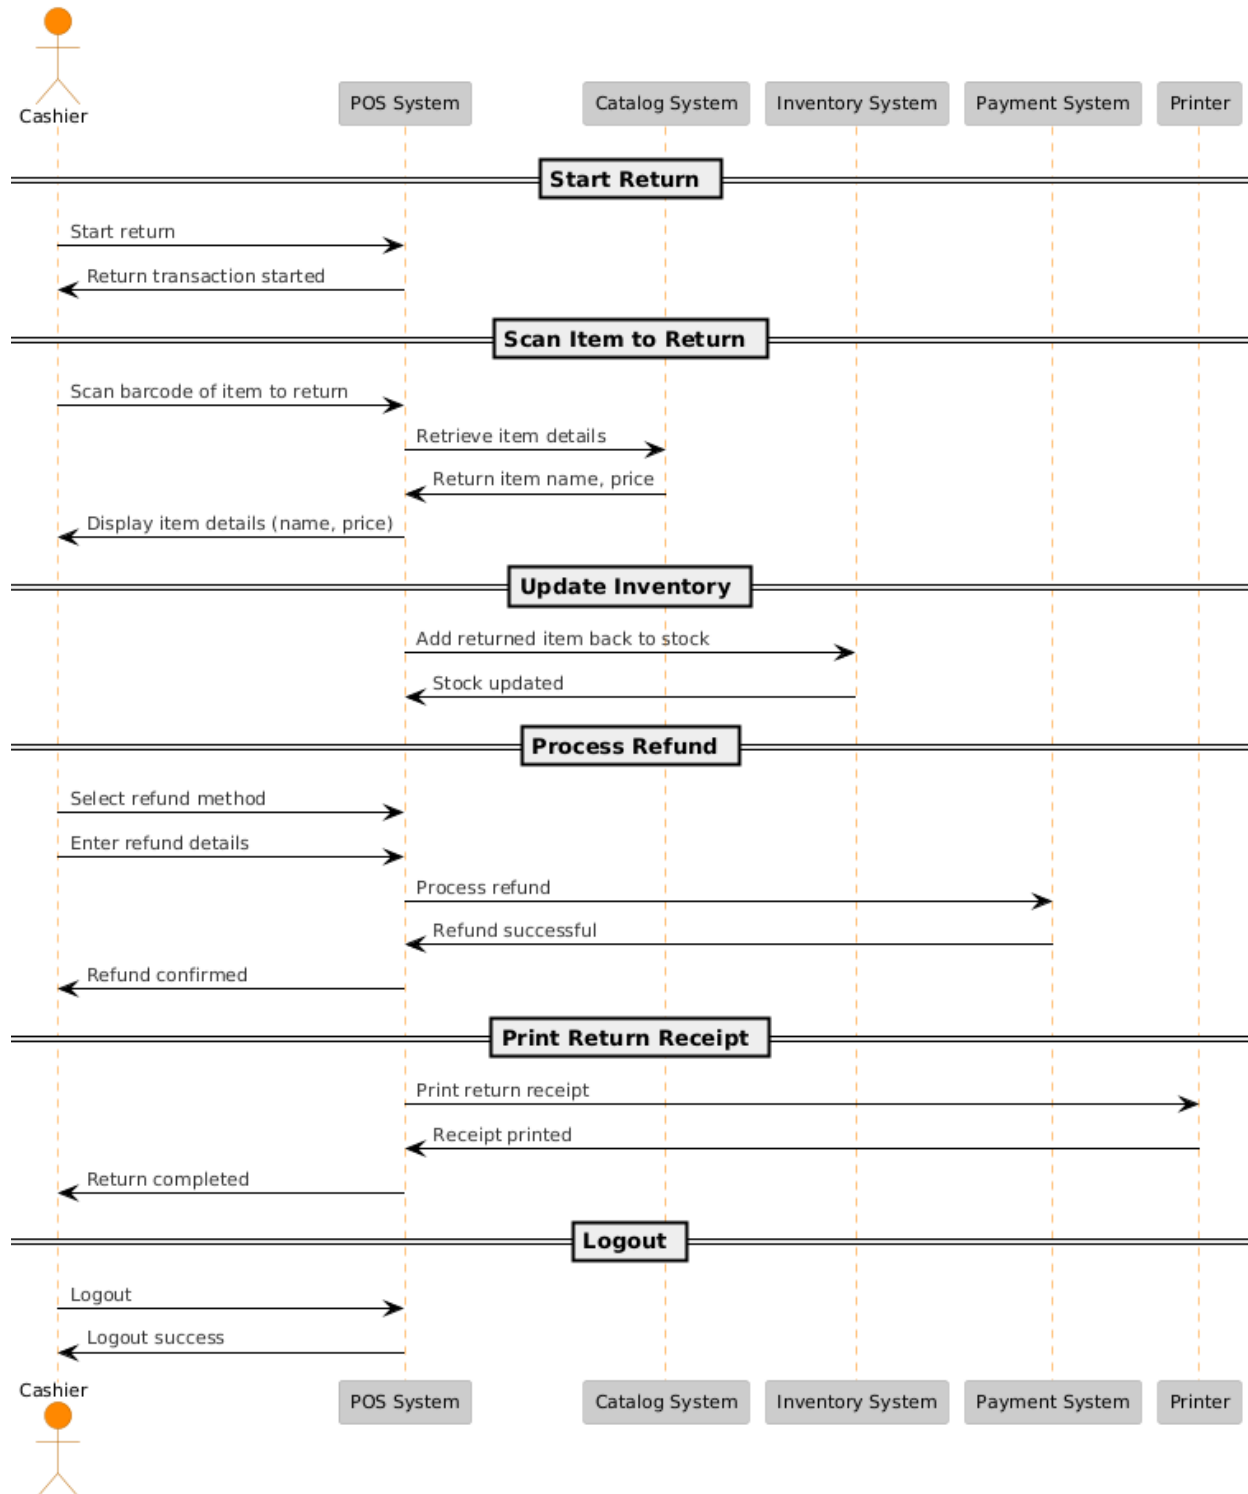 Cashier
POS System
Catalog System
Inventory System
Payment System
Printer
Start Return
Start return
Return transaction started
Scan Item to Return
Scan barcode of item to return
Retrieve item details
Return item name, price
Display item details (name, price)
Update Inventory
Add returned item back to stock
Stock updated
Process Refund
Select refund method
Enter refund details
Process refund
Refund successful
Refund confirmed
Print Return Receipt
Print return receipt
Receipt printed
Return completed
Logout
Logout
Logout success
Cashier
POS System
Catalog System
Inventory System
Payment System
Printer